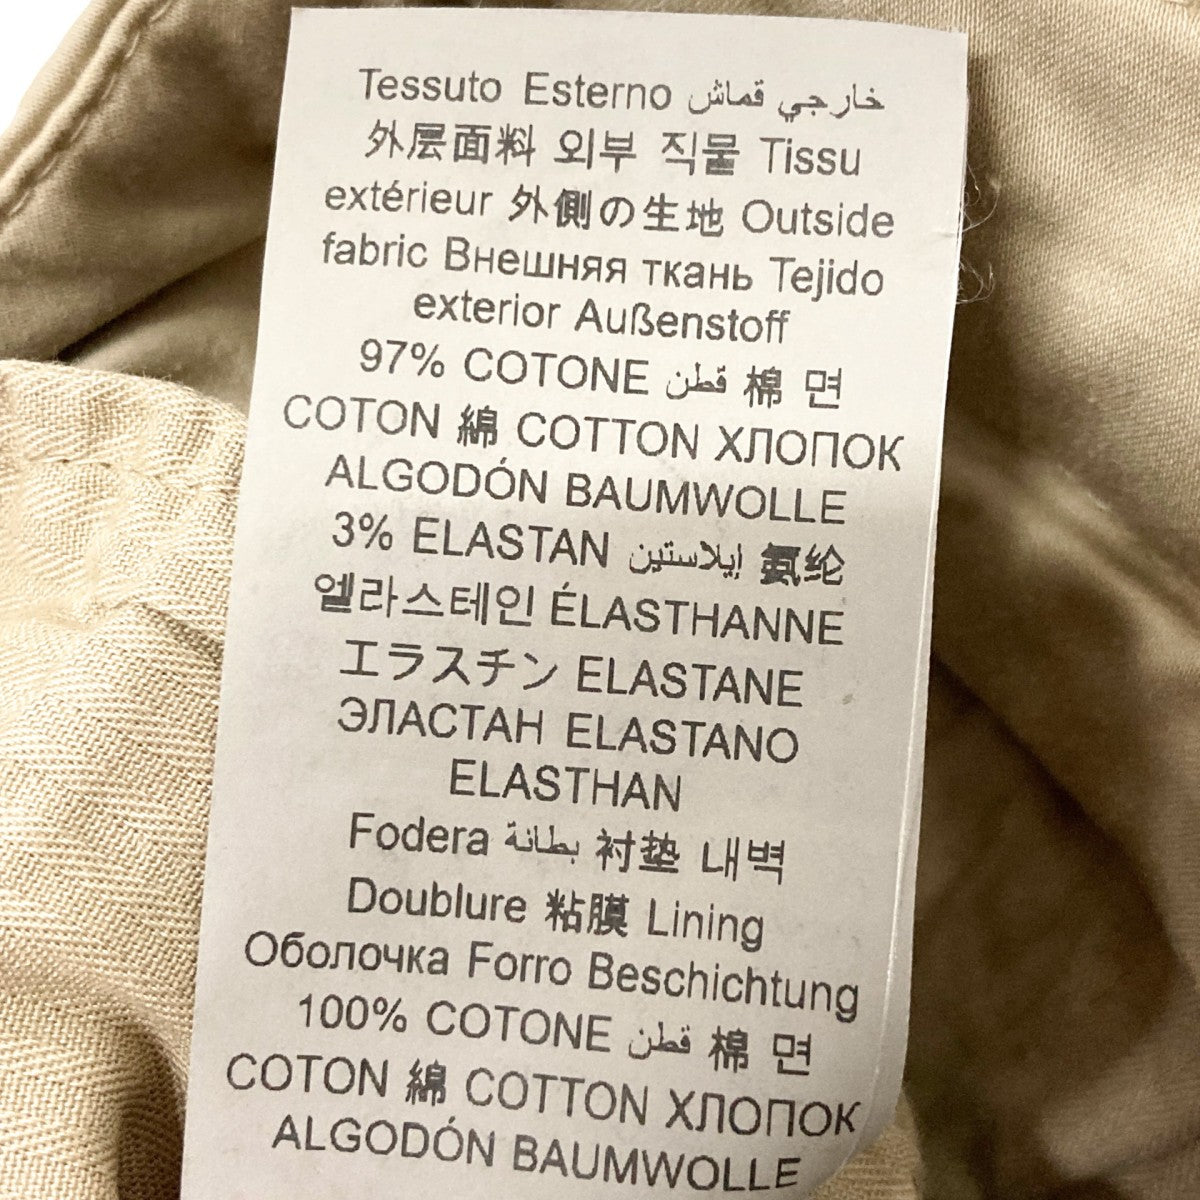 Tessuto Esterno خارجي قماش
外层面料 외부 직물 Tissu
extérieur 外側の生地 Outside
fabric Внешняя ткань Tejido
exterior Außenstoff
97% COTONE قطن 棉 면
COTON 綿 COTTON ХЛОПОК
ALGODÓN BAUMWOLLE
3% ELASTAN إيلاستين 氨纶
엘라스테인 ÉLASTHANNE
エラスチン ELASTANE
ЭЛАСТАН ELASTANO
ELASTHAN
Fodera بطانة 衬垫 내벽
Doublure 粘膜 Lining
Оболочка Forro Beschichtung
100% COTONE قطن 棉 면
COTON 綿 COTTON ХЛОПОК
ALGODÓN BAUMWOLLE